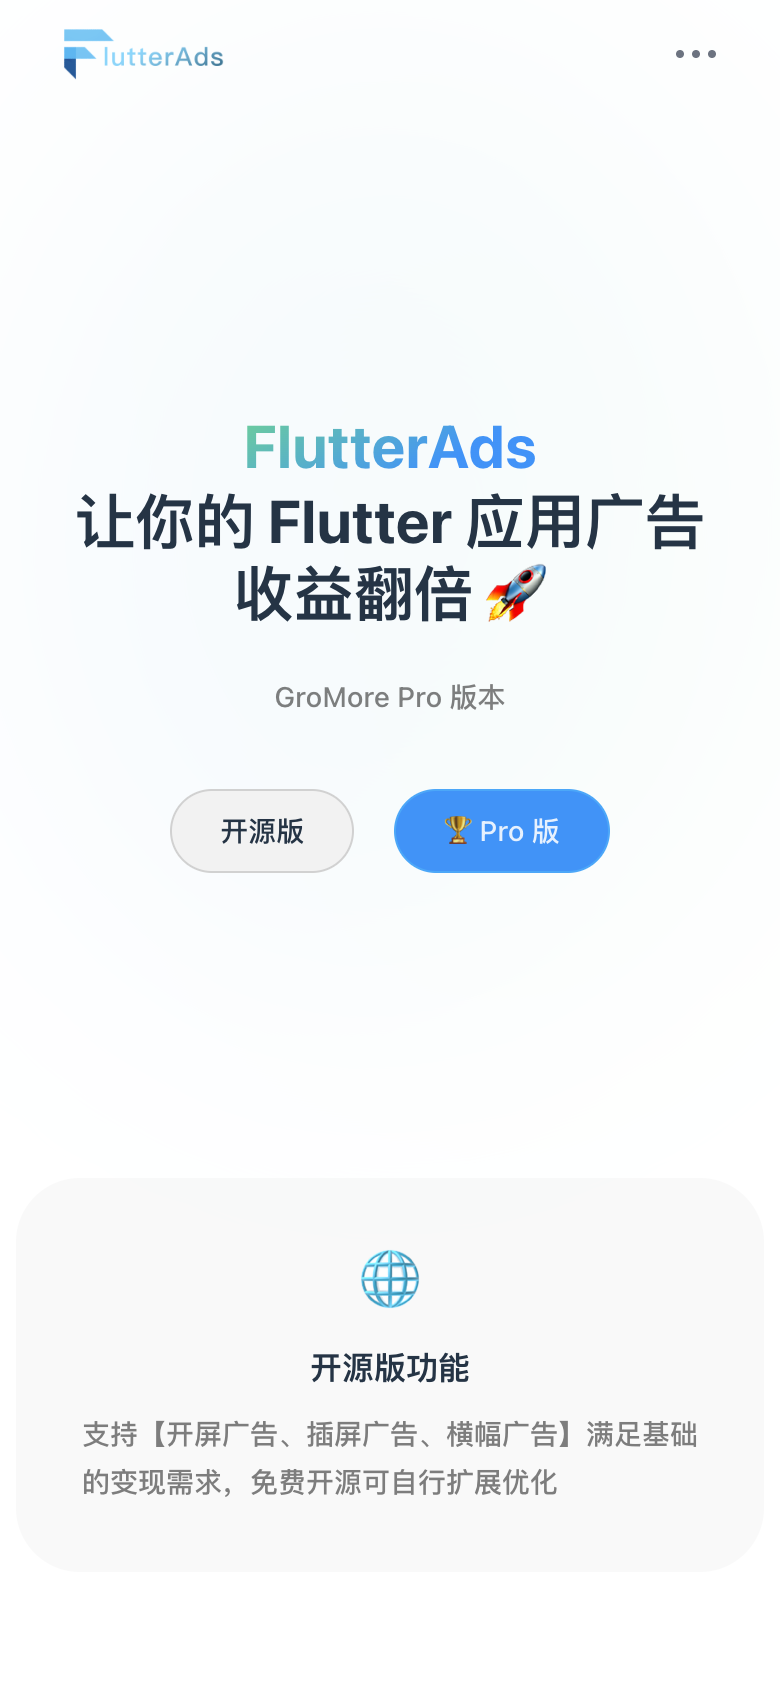 FlutterAds
FlutterAds
让你的 Flutter 应用广告
收益翻倍 🚀
GroMore Pro 版本
开源版
🏆 Pro 版
开源版功能
支持【开屏广告、插屏广告、横幅广告】满足基础
的变现需求，免费开源可自行扩展优化